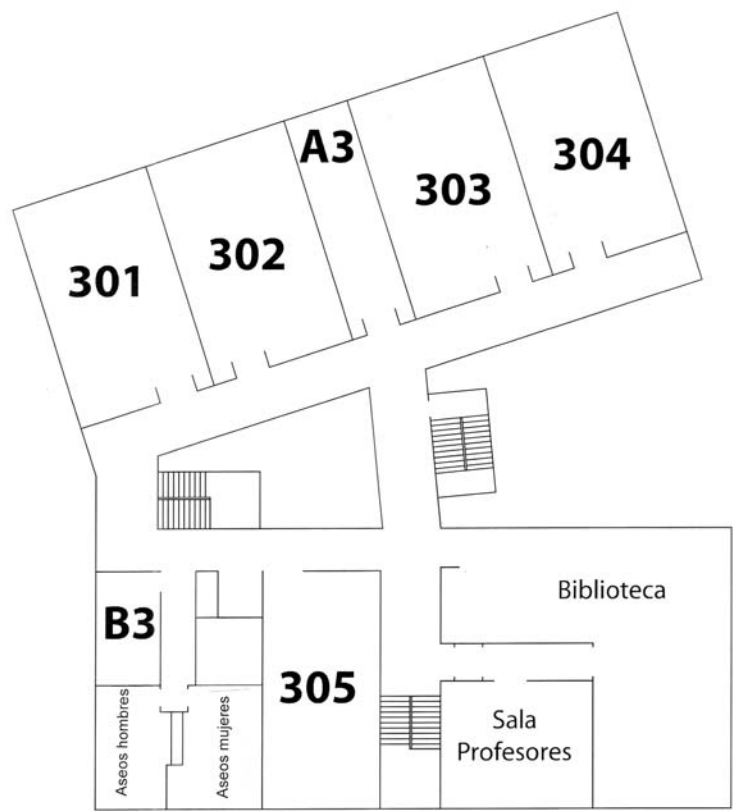 A3
304
303
302
301
Biblioteca
B3
305
Aseos hombres
Aseos mujeres
Sala
Profesores